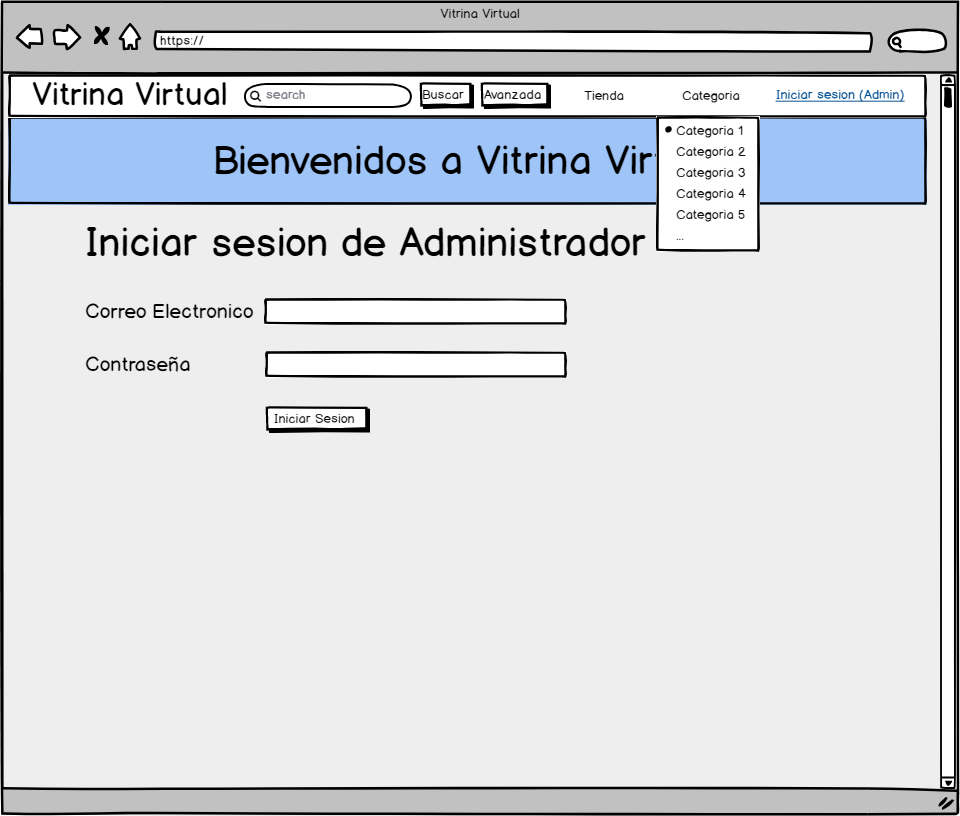 Vitrina Virtual
https://
Vitrina Virtual search Buscar Avanzada Tienda Categoria Iniciar sesion (Admin)
Categoria 1
Categoria 2
Categoria 3
Categoria 4
Categoria 5
...
Bienvenidos a Vitrina Vir
Iniciar sesion de Administrador
Correo Electronico
Contraseña
Iniciar Sesion